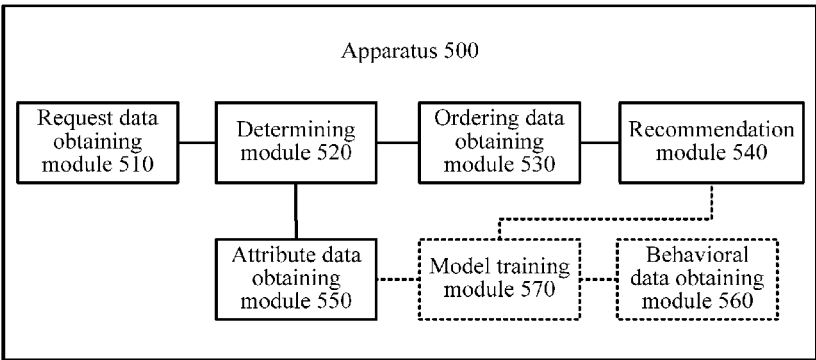 Apparatus 500
Request data
obtaining
module 510
Determining
module 520
Ordering data
obtaining
module 530
Recommendation
module 540
Attribute data
obtaining
module 550
Model training
module 570
Behavioral
data obtaining
module 560